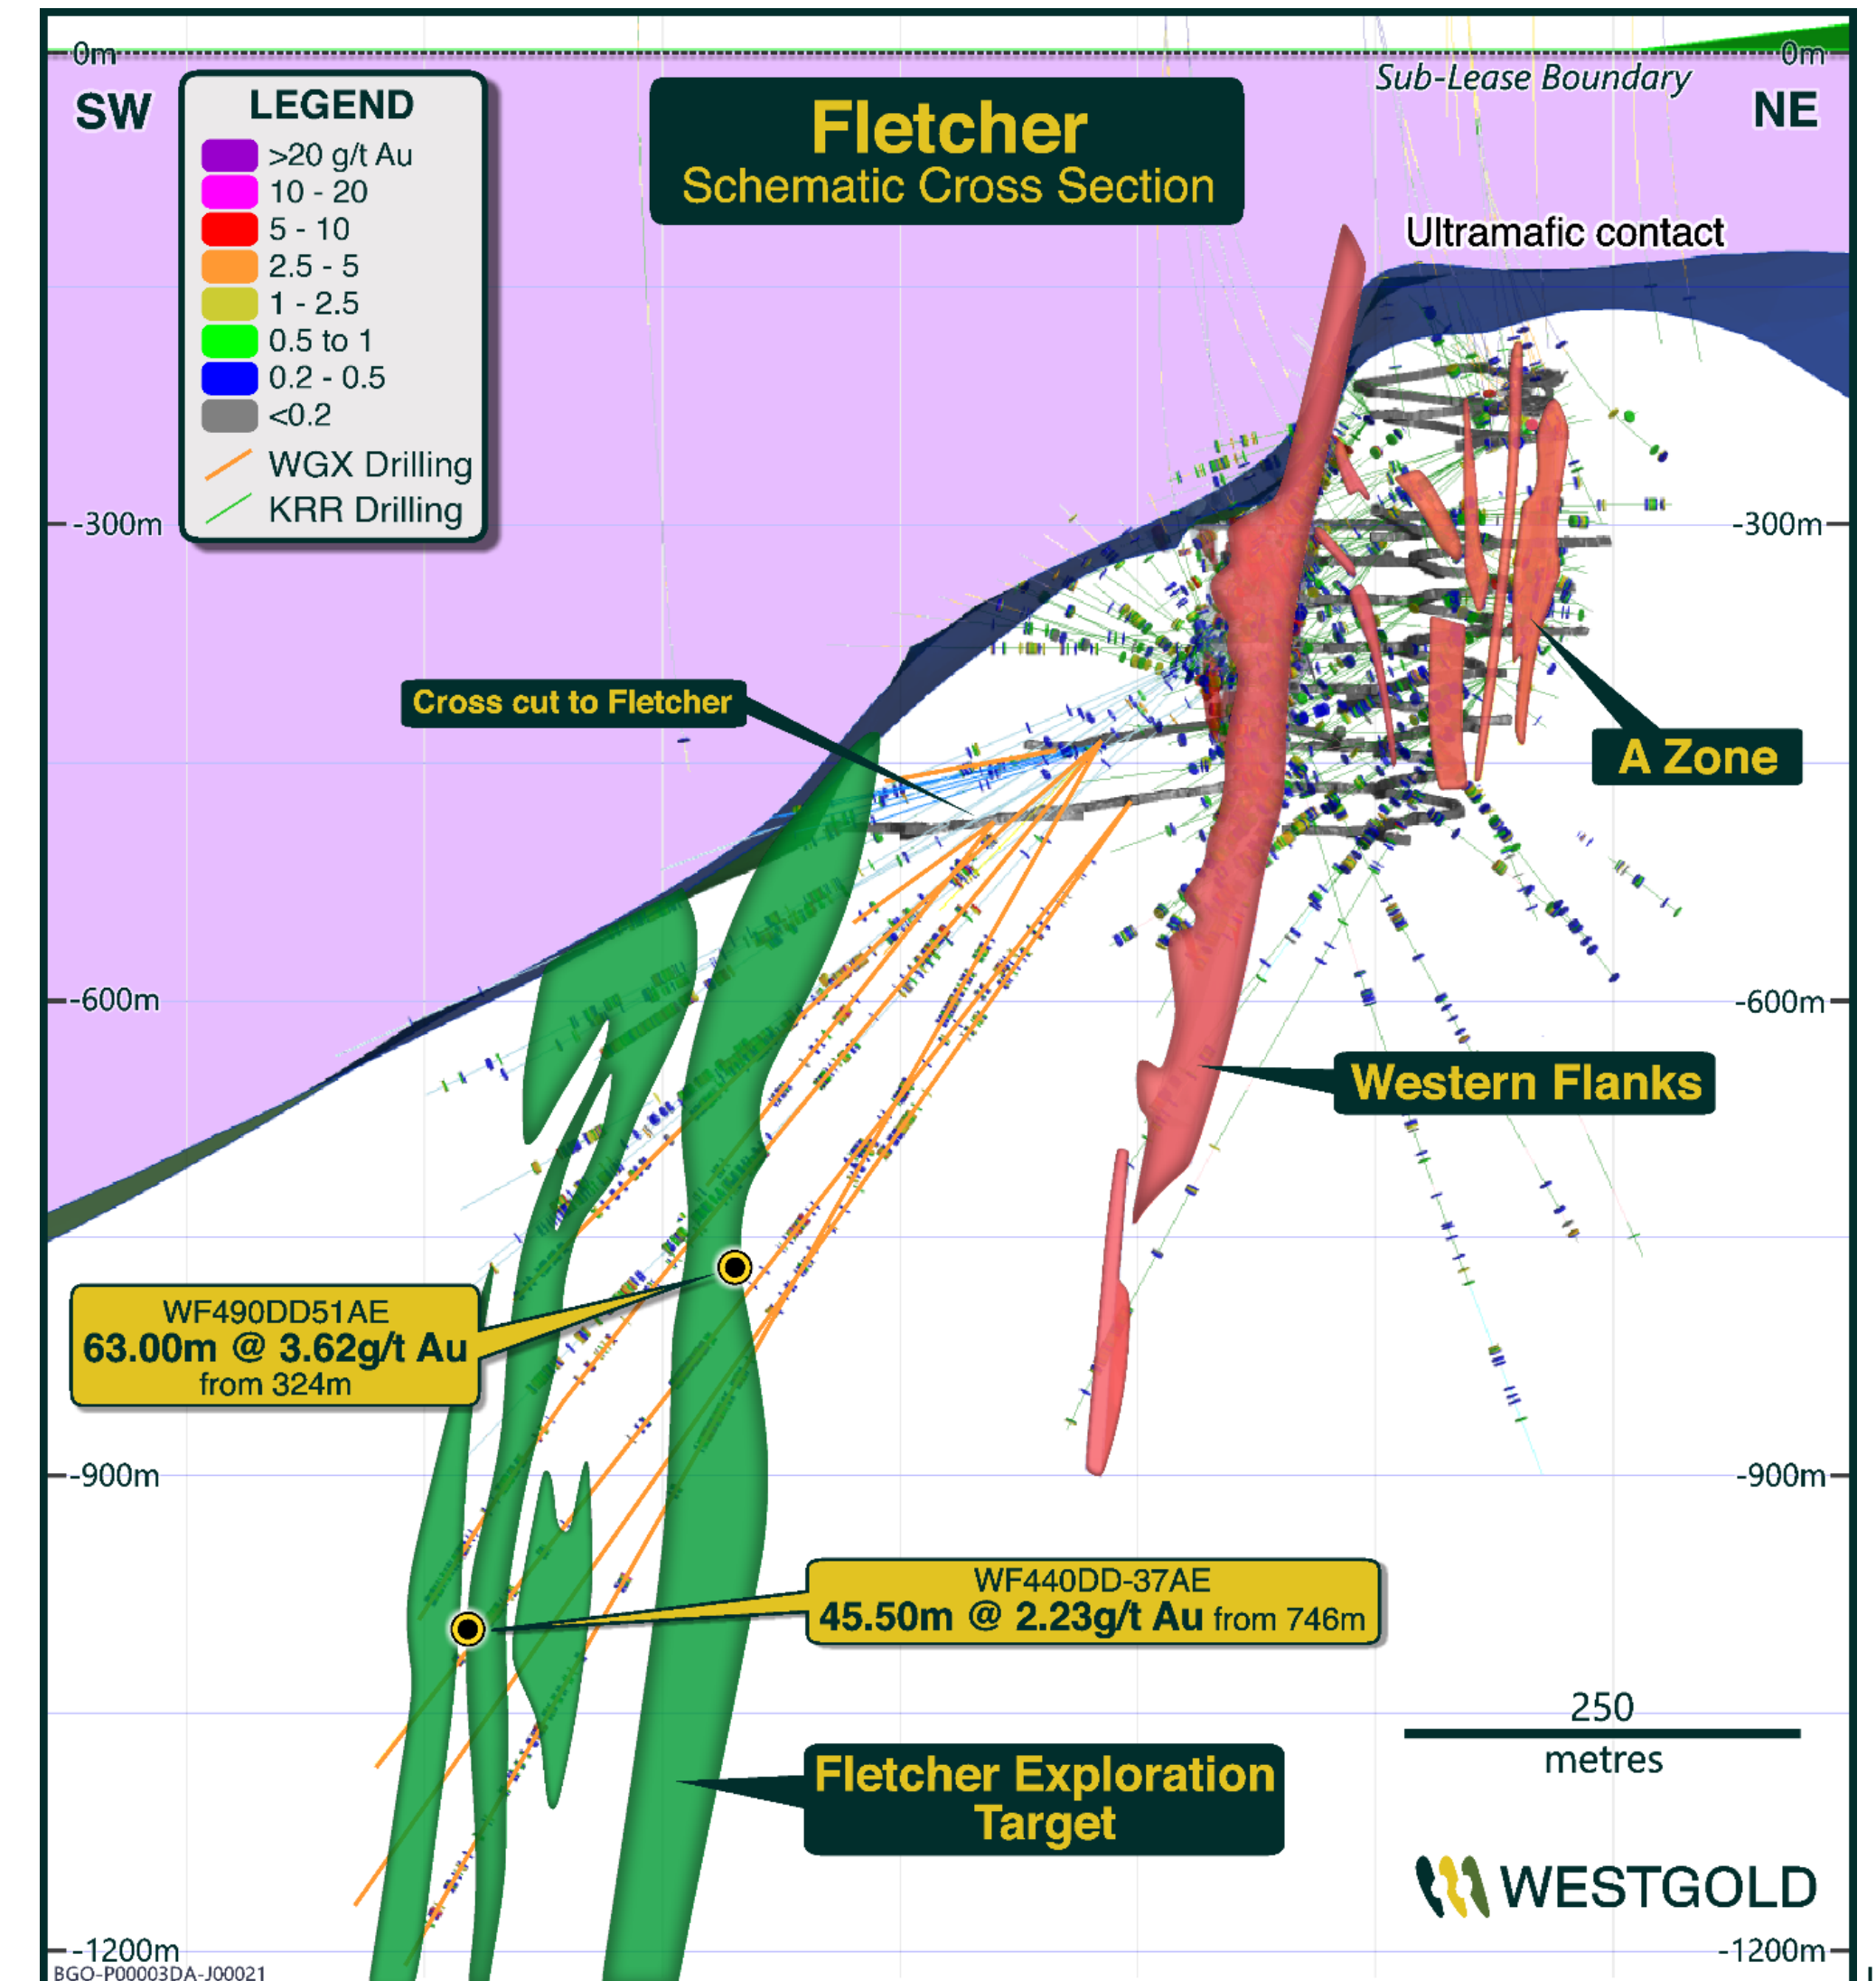 0m
0m
Sub-Lease Boundary
SW
NE
LEGEND
>20 g/t Au
10 - 20
5 - 10
2.5 - 5
1 - 2.5
0.5 to 1
0.2 - 0.5
<0.2
WGX Drilling
KRR Drilling
Fletcher
Schematic Cross Section
Ultramafic contact
-300m
-300m
Cross cut to Fletcher
A Zone
-600m
-600m
Western Flanks
WF490DD51AE
63.00m @ 3.62g/t Au
from 324m
-900m
-900m
WF440DD-37AE
45.50m @ 2.23g/t Au from 746m
250
metres
Fletcher Exploration
Target
WESTGOLD
-1200m
-1200m
BGO-P00003DA-J00021